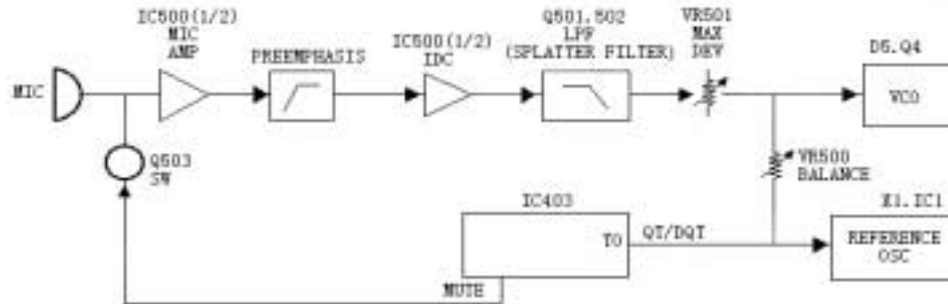 IC500(1/2)
MIC
AMP
PREEMPHASIS
IC500(1/2)
IDC
Q501,502
LPF
(SPLATTER FILTER)
VR501
MAX
DEV
D5,Q4
VCO
MIC
Q503
SW
VR500
BALANCE
IC403
TO
QT/DQT
MUTE
X1,IC1
REFERENCE
OSC